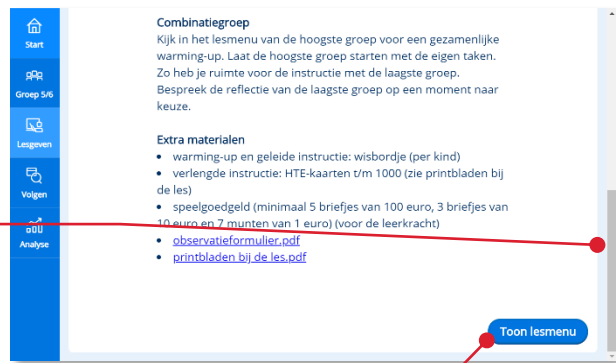 Start
Groep 5/6
Lesgeven
Volgen
Analyse
Combinatiegroep
Kijk in het lesmenu van de hoogste groep voor een gezamenlijke
warming-up. Laat de hoogste groep starten met de eigen taken.
Zo heb je ruimte voor de instructie met de laagste groep.
Bespreek de reflectie van de laagste groep op een moment naar
keuze.
Extra materialen
• warming-up en geleide instructie: wisbordje (per kind)
• verlengde instructie: HTE-kaarten t/m 1000 (zie printbladen bij
de les)
• speelgoedgeld (minimaal 5 briefjes van 100 euro, 3 briefjes van
10 euro en 7 munten van 1 euro) (voor de leerkracht)
• observatieformulier.pdf
• printbladen bij de les.pdf
Toon lesmenu